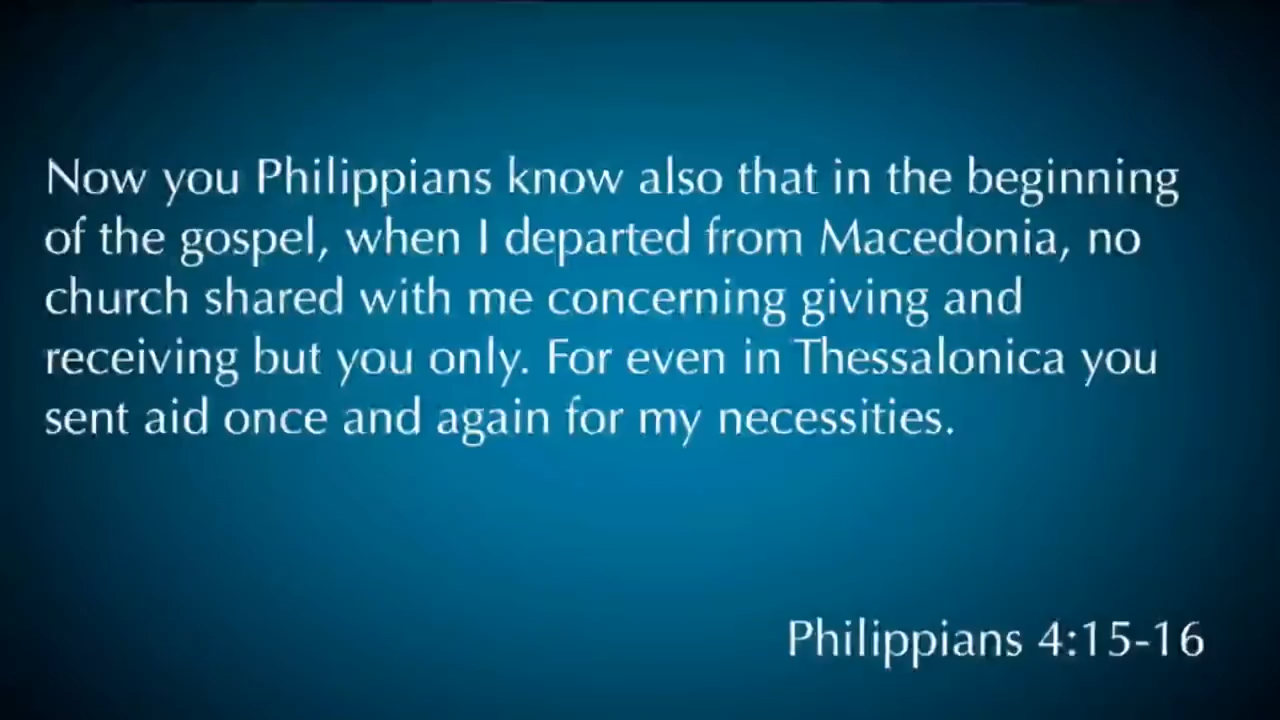 Now you Philippians know also that in the beginning
of the gospel, when I departed from Macedonia, no
church shared with me concerning giving and
receiving but you only. For even in Thessalonica you
sent aid once and again for my necessities.
Philippians 4:15-16